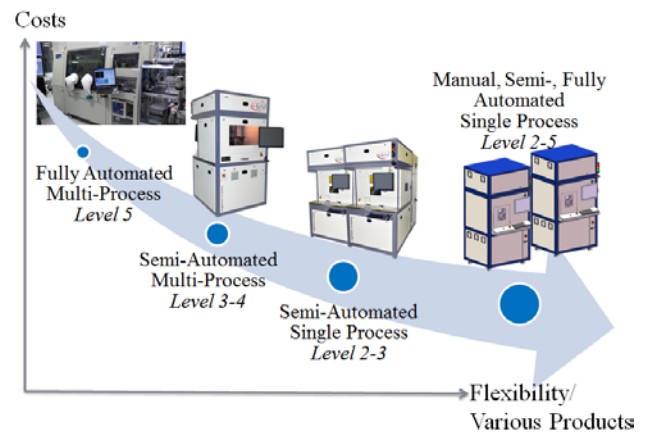 Costs
Manual, Semi-, Fully
Automated
Single Process
Level 2-5
Fully Automated
Multi-Process
Level 5
Semi-Automated
Multi-Process
Level 3-4
Semi-Automated
Single Process
Level 2-3
Flexibility/
Various Products